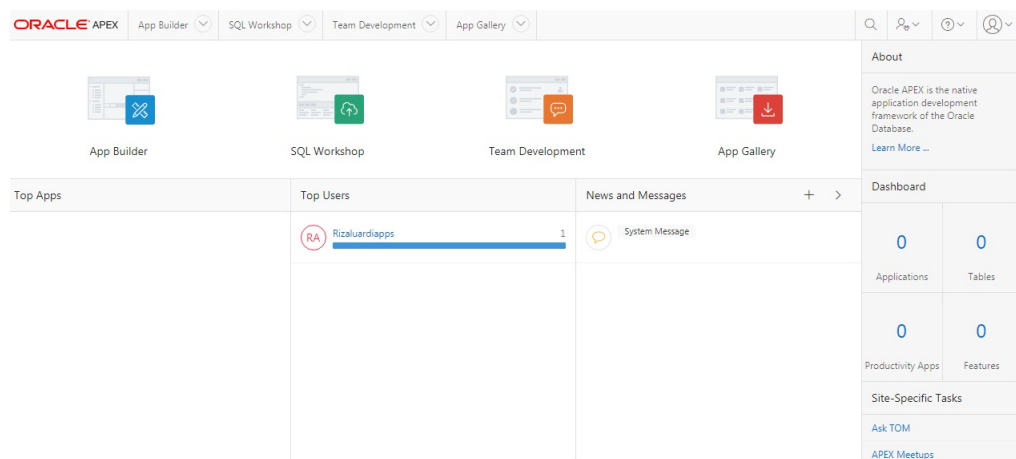 ORACLE APEX App Builder SQL Workshop Team Development App Gallery
App Builder SQL Workshop Team Development App Gallery
Top Apps
Top Users
RA Rizaluardiapps 1
News and Messages + >
System Message
About
Oracle APEX is the native
application development
framework of the Oracle
Database.
Learn More ...
Dashboard
0 0
Applications Tables
0 0
Productivity Apps Features
Site-Specific Tasks
Ask TOM
APEX Meetups